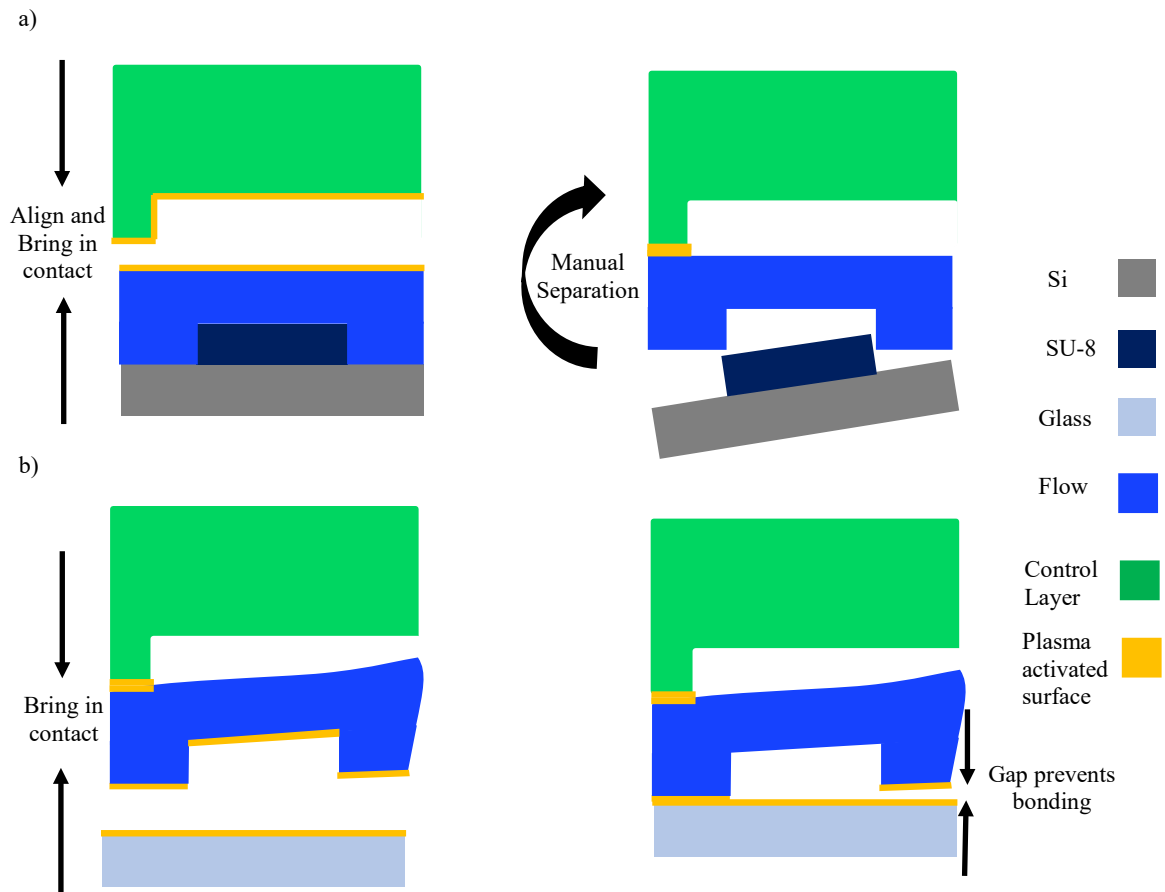 a)
Align and
Bring in
contact
Manual
Separation
Si
SU-8
Glass
Flow
Control
Layer
Plasma
activated
surface
b)
Bring in
contact
Gap prevents
bonding